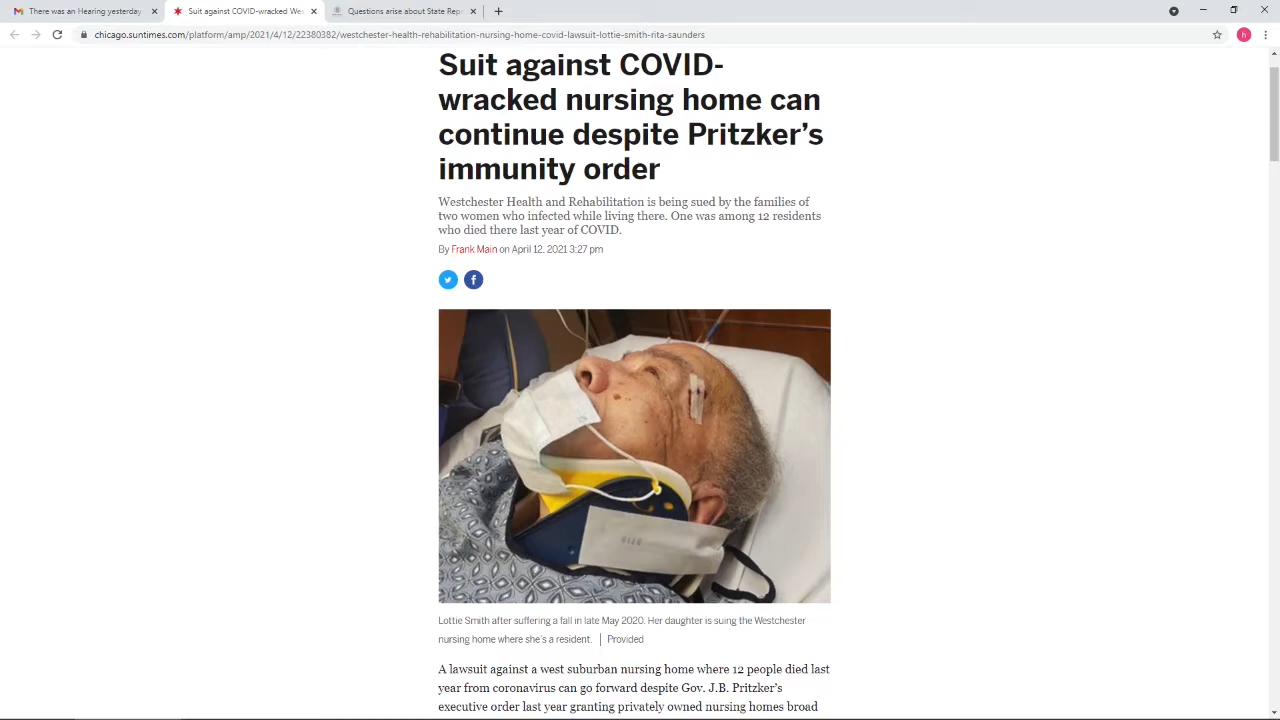 There was an Hearing yesterday
Suit against COVID-wracked Wes
Questions arise about State Rep
chicago.suntimes.com/platform/amp/2021/4/12/22380382/westchester-health-rehabilitation-nursing-home-covid-lawsuit-lottie-smith-rita-saunders
h
Suit against COVID-
wracked nursing home can
continue despite Pritzker’s
immunity order
Westchester Health and Rehabilitation is being sued by the families of
two women who infected while living there. One was among 12 residents
who died there last year of COVID.
By Frank Main on April 12, 2021 3:27 pm
Lottie Smith after suffering a fall in late May 2020. Her daughter is suing the Westchester
nursing home where she’s a resident. | Provided
A lawsuit against a west suburban nursing home where 12 people died last
year from coronavirus can go forward despite Gov. J.B. Pritzker’s
executive order last year granting privately owned nursing homes broad